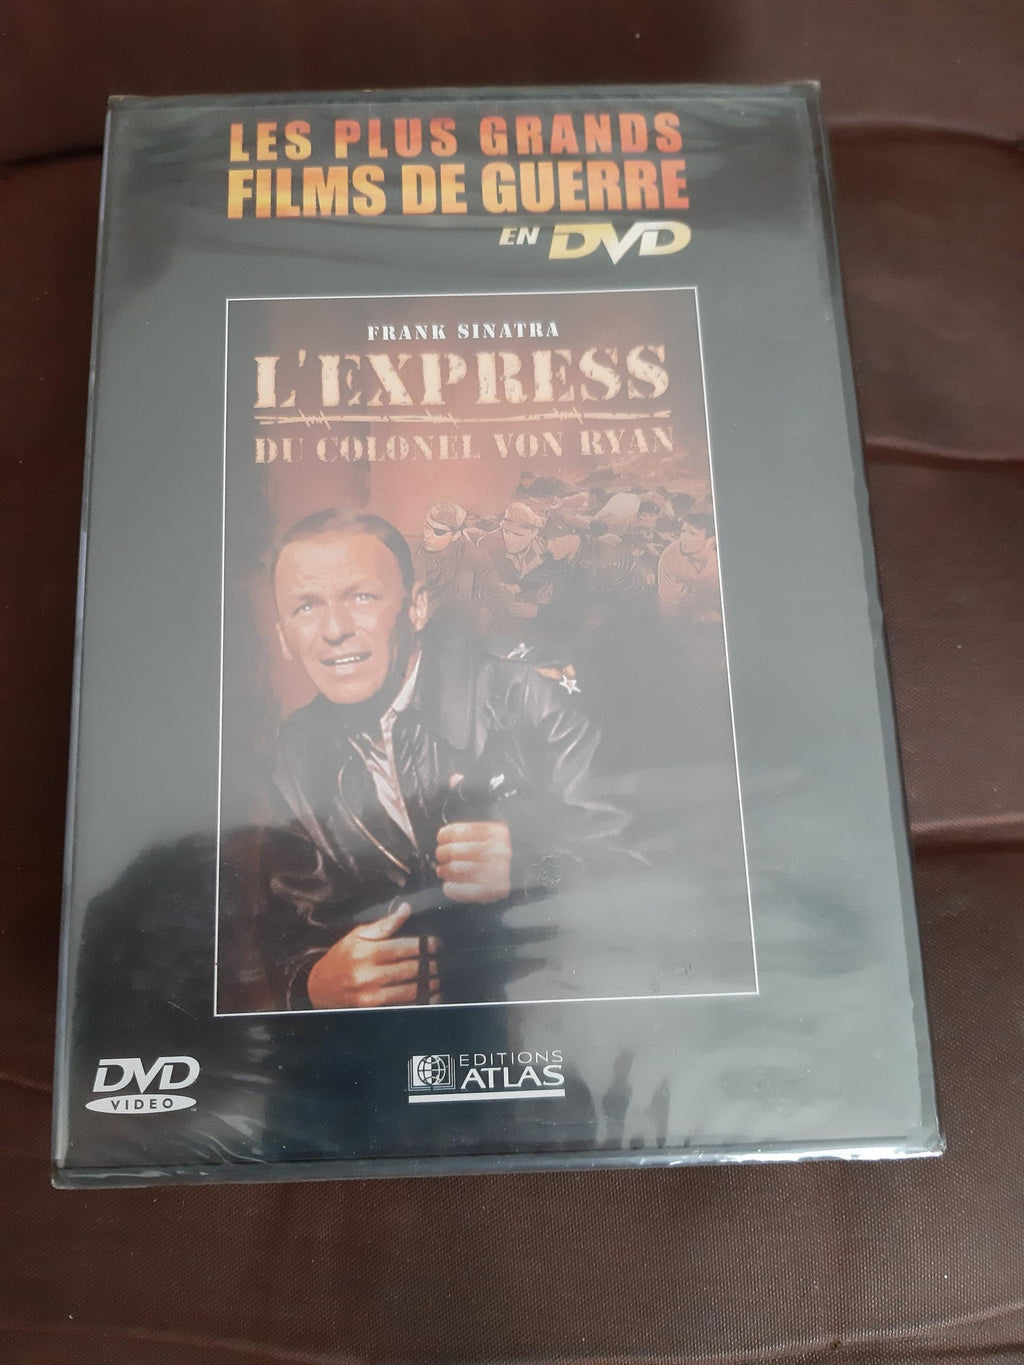 LES PLUS GRANDS
FILMS DE GUERRE
EN DVD
FRANK SINATRA
L'EXPRESS
DU COLONEL VON RYAN
DVD
VIDEO
EDITIONS
ATLAS